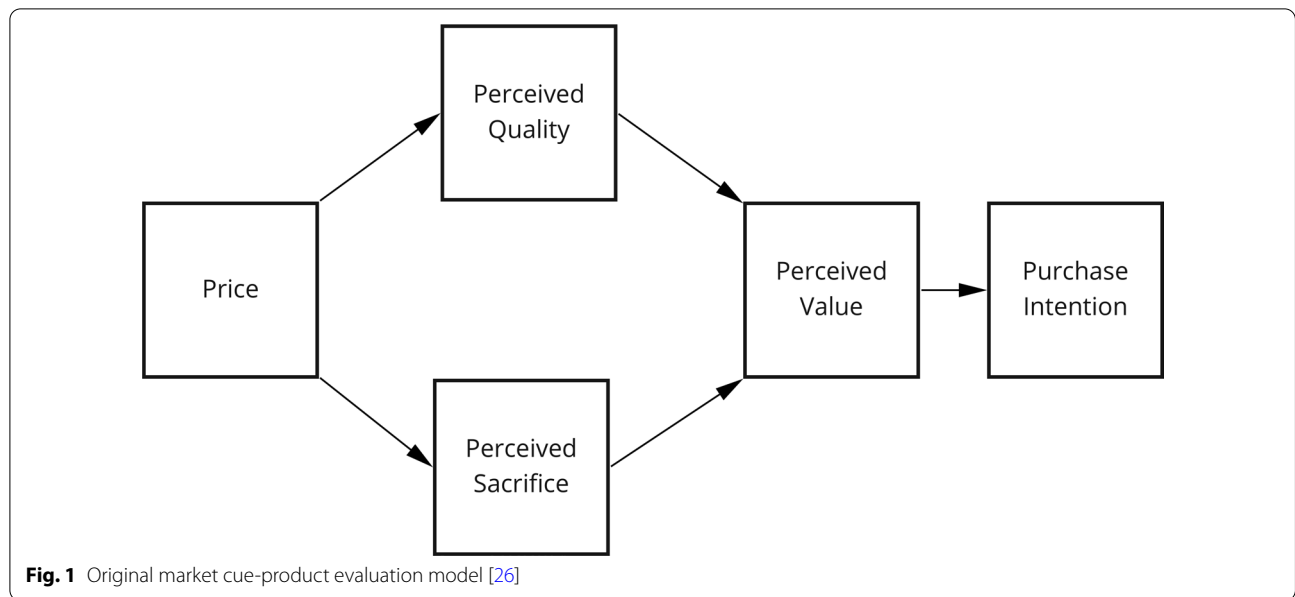 Perceived
Quality
Price
Perceived
Value
Purchase
Intention
Perceived
Sacrifice
Fig. 1 Original market cue-product evaluation model [26]